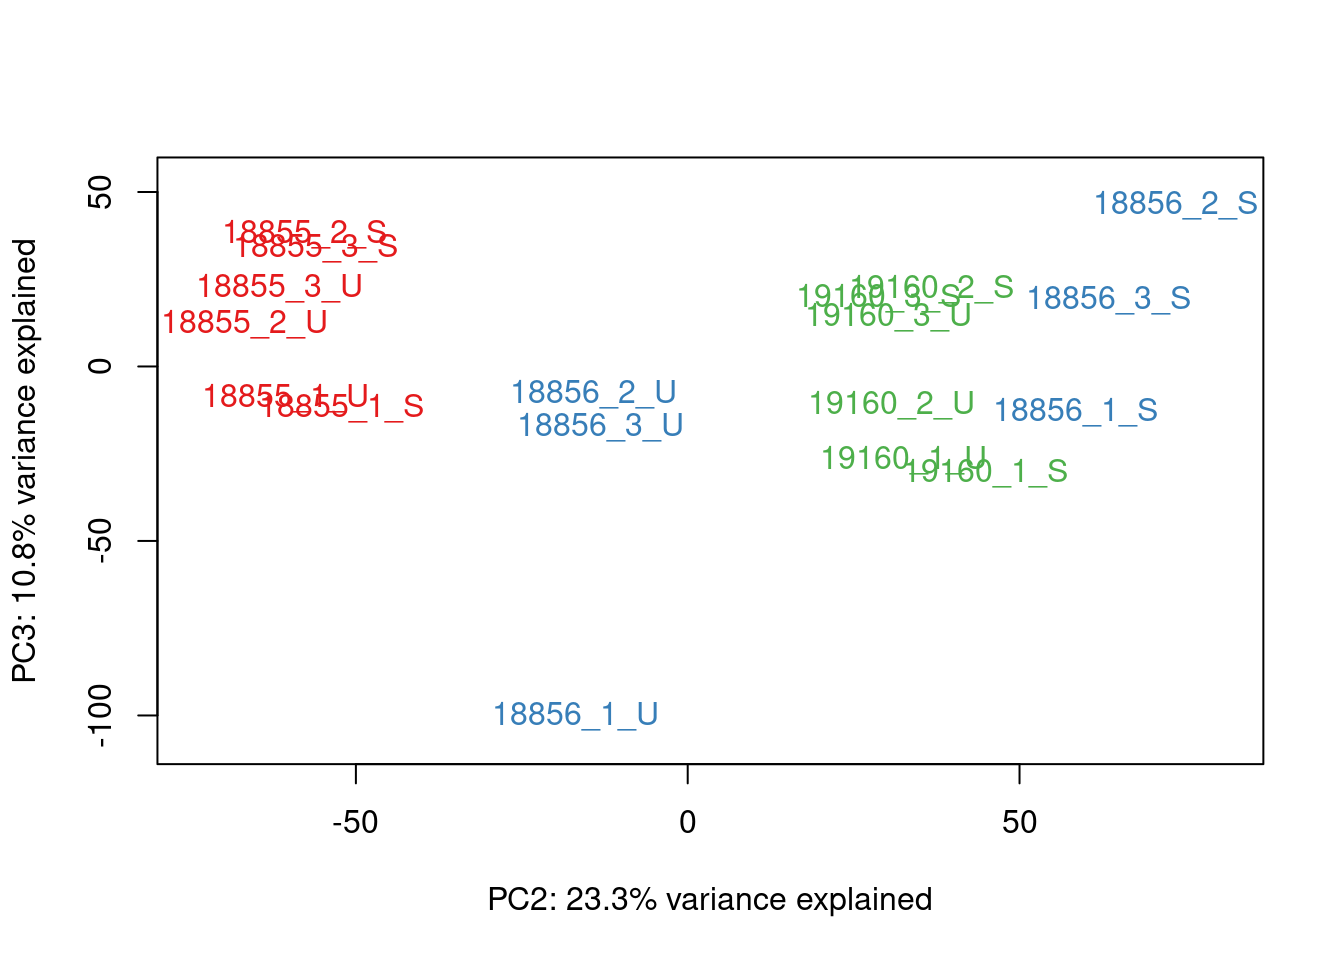 PC3: 10.8% variance explained
50
0
-50
-100
18856_2_S
18855_2_S
18855_3_S
18855_3_U
19160_2_S
19160_3_S
18856_3_S
19160_3_U
18855_2_U
18856_2_U
18855_1_U
18855_1_S
19160_2_U
18856_1_S
18856_3_U
19160_1_U
19160_1_S
18856_1_U
-50
0
50
PC2: 23.3% variance explained